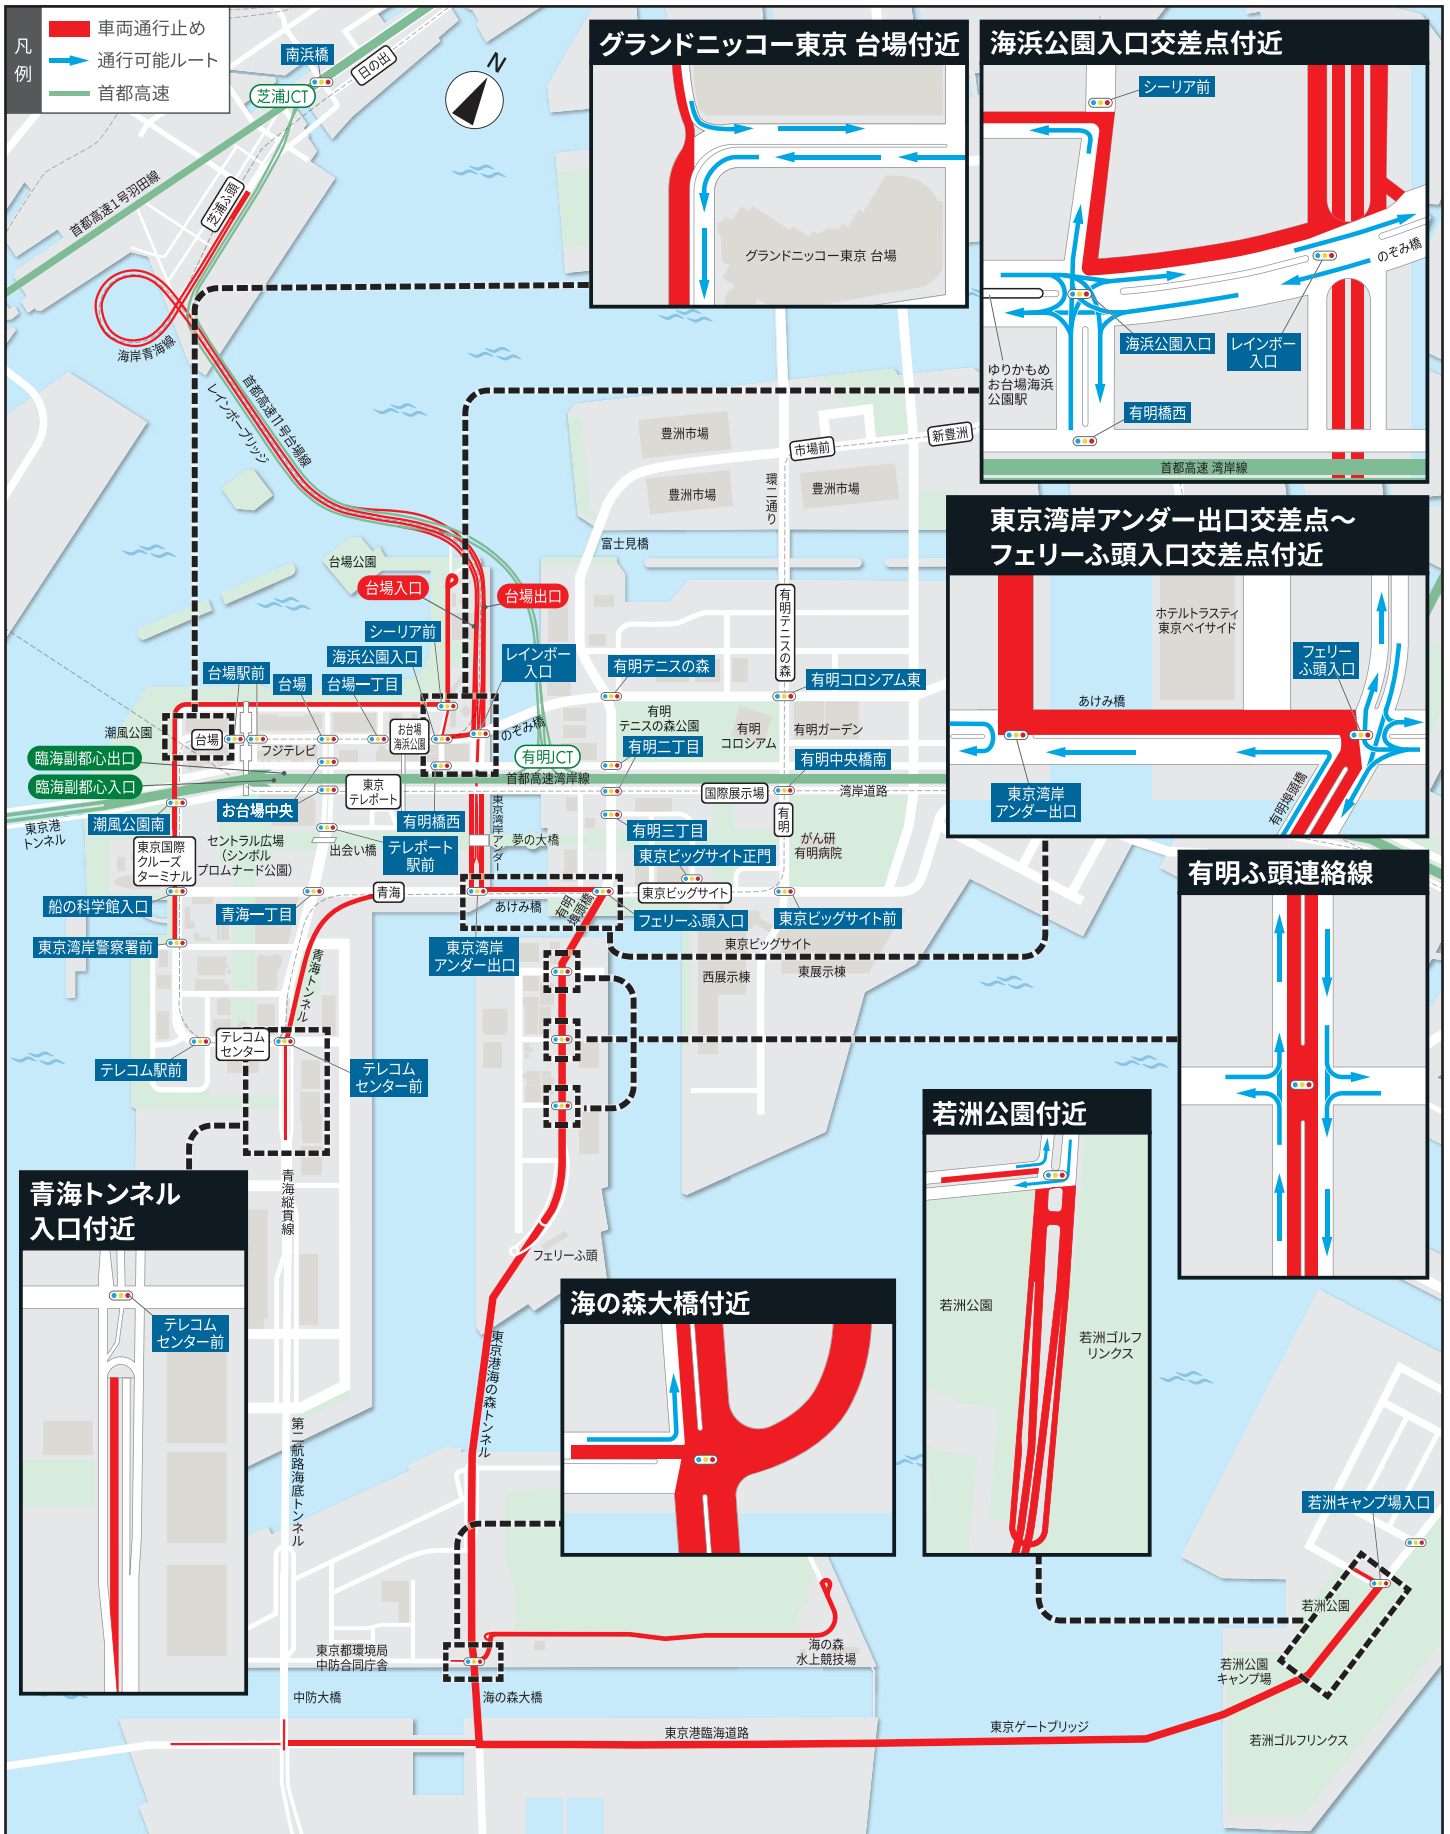 凡例
車両通行止め
通行可能ルート
首都高速
南浜橋
日の出
芝浦JCT
N
首都高速1号羽田線
芝浦ふ頭
海岸青海線
レインボーブリッジ
首都高速11号台場線
グランドニッコー東京 台場付近
グランドニッコー東京 台場
海浜公園入口交差点付近
シーリア前
のぞみ橋
海浜公園入口
レインボー
入口
ゆりかもめ
お台場海浜
公園駅
有明橋西
首都高速 湾岸線
豊洲市場
市場前
新豊洲
豊洲市場
豊洲市場
環二通り
富士見橋
東京湾岸アンダー出口交差点～
フェリーふ頭入口交差点付近
ホテルトラスティ
東京ベイサイド
フェリー
ふ頭入口
あけみ橋
東京湾岸
アンダー出口
有明埠頭橋
台場公園
台場入口
台場出口
シーリア前
海浜公園入口
レインボー
入口
台場駅前
台場
台場一丁目
有明テニスの森
有明テニスの森
有明コロシアム東
潮風公園
台場
フジテレビ
お台場
海浜公園
のぞみ橋
有明
テニスの森公園
有明
コロシアム
有明ガーデン
臨海副都心出口
臨海副都心入口
有明JCT
有明二丁目
有明中央橋南
首都高速湾岸線
東京
テレポート
国際展示場
湾岸道路
お台場中央
東京港
トンネル
潮風公園南
有明橋西
東京湾岸アンダー
有明
有明三丁目
東京国際
クルーズ
ターミナル
セントラル広場
(シンボル
プロムナード公園)
出会い橋
テレポート
駅前
夢の大橋
がん研
有明病院
東京ビッグサイト正門
青海
東京ビッグサイト
船の科学館入口
青海一丁目
あけみ橋
有明
埠頭橋
フェリーふ頭入口
東京ビッグサイト前
東京湾岸警察署前
東京湾岸
アンダー出口
東京ビッグサイト
西展示棟
東展示棟
青海トンネル
テレコム
センター
テレコム駅前
テレコム
センター前
有明ふ頭連絡線
若洲公園付近
若洲公園
若洲ゴルフ
リンクス
青海トンネル
入口付近
テレコム
センター前
青海縦貫線
フェリーふ頭
海の森大橋付近
東京港海の森トンネル
第二航路海底トンネル
若洲キャンプ場入口
若洲公園
若洲公園
キャンプ場
若洲ゴルフリンクス
東京都環境局
中防合同庁舎
海の森
水上競技場
中防大橋
海の森大橋
東京港臨海道路
東京ゲートブリッジ